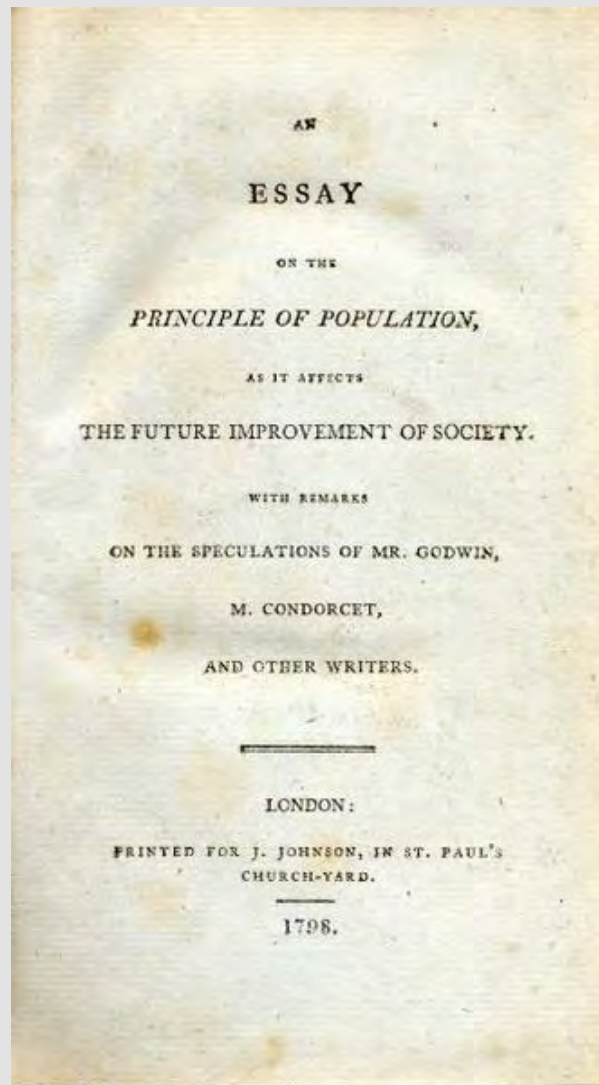 AN
ESSAY
ON THE
PRINCIPLE OF POPULATION,
AS IT AFFECTS
THE FUTURE IMPROVEMENT OF SOCIETY.
WITH REMARKS
ON THE SPECULATIONS OF MR. GODWIN,
M. CONDORCET,
AND OTHER WRITERS.
LONDON:
PRINTED FOR J. JOHNSON, IN ST. PAUL'S
CHURCH-YARD.
1798.